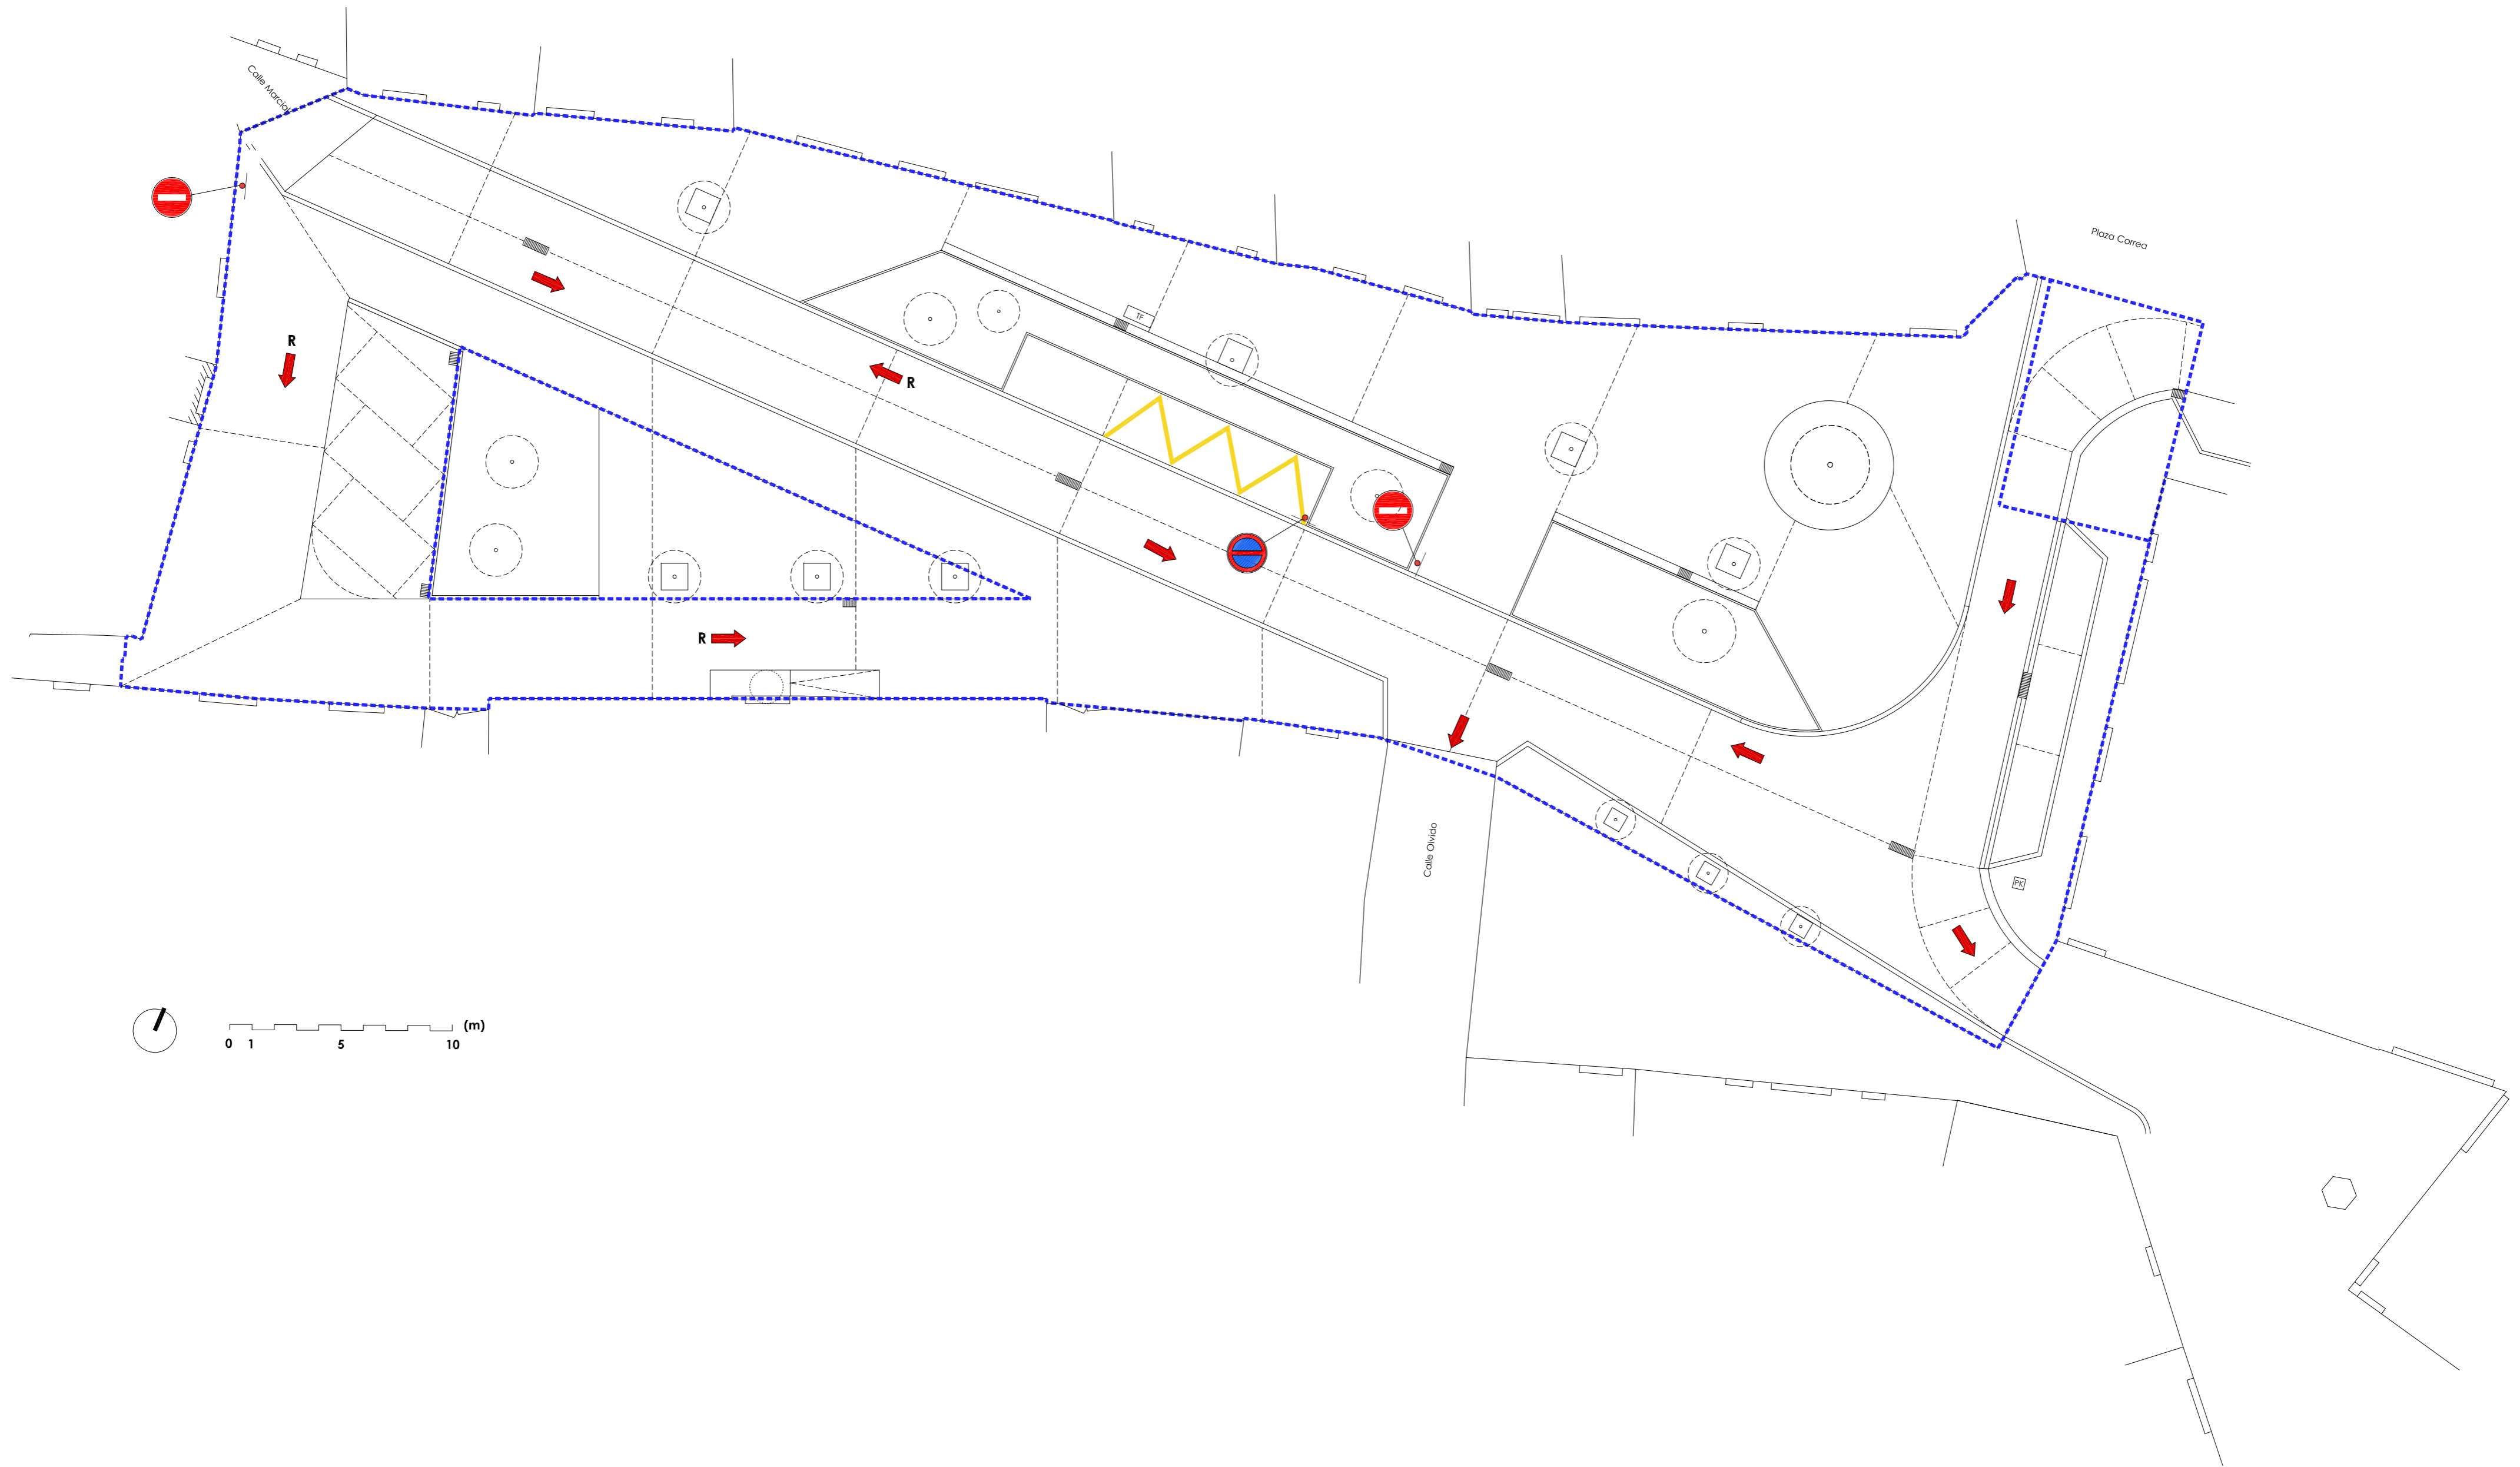 Calle Marcial
Plaza Correa
TF
R
R
R
Calle Olvido
PK
(m)
0 1 5 10